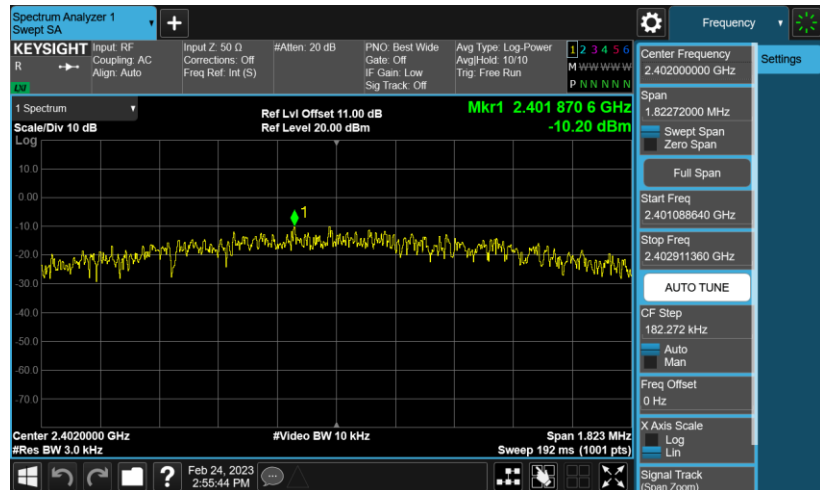 Spectrum Analyzer 1
Swept SA
Frequency
KEYSIGHT
R
LXI
Input: RF
Coupling: AC
Align: Auto
Input Z: 50 Ω
Corrections: Off
Freq Ref: Int (S)
#Atten: 20 dB
PNO: Best Wide
Gate: Off
IF Gain: Low
Sig Track: Off
Avg Type: Log-Power
Avg|Hold: 10/10
Trig: Free Run
1 2 3 4 5 6
M W W W W W
P N N N N N
Center Frequency
2.402000000 GHz
Settings
Span
1.82272000 MHz
Swept Span
Zero Span
Full Span
Start Freq
2.401088640 GHz
Stop Freq
2.402911360 GHz
AUTO TUNE
CF Step
182.272 kHz
Auto
Man
Freq Offset
0 Hz
X Axis Scale
Log
Lin
Signal Track
(Span Zoom)
1 Spectrum
Scale/Div 10 dB
Ref Lvl Offset 11.00 dB
Ref Level 20.00 dBm
Mkr1 2.401 870 6 GHz
-10.20 dBm
Log
10.0
0.00
-10.0
-20.0
-30.0
-40.0
-50.0
-60.0
-70.0
1
Center 2.4020000 GHz
#Res BW 3.0 kHz
#Video BW 10 kHz
Span 1.823 MHz
Sweep 192 ms (1001 pts)
?
Feb 24, 2023
2:55:44 PM